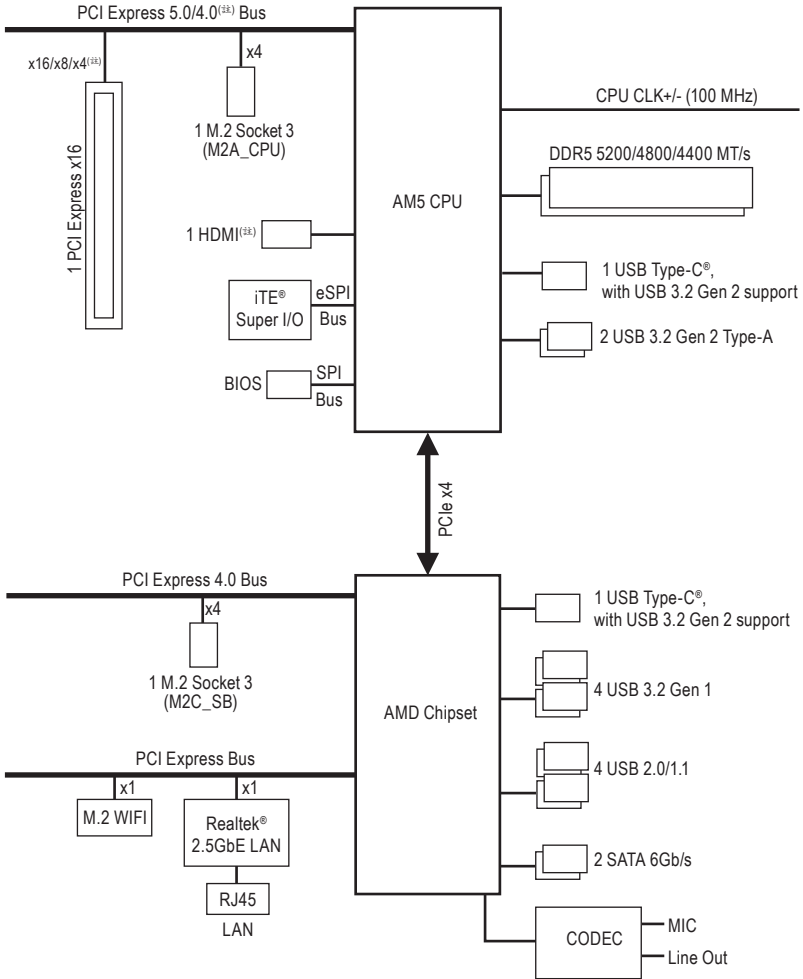 PCI Express 5.0/4.0(註) Bus
x16/x8/x4(註)
x4
1 PCI Express x16
1 M.2 Socket 3
(M2A_CPU)
CPU CLK+/- (100 MHz)
DDR5 5200/4800/4400 MT/s
AM5 CPU
1 HDMI(註)
iTE®
Super I/O
eSPI
Bus
BIOS
SPI
Bus
1 USB Type-C®,
with USB 3.2 Gen 2 support
2 USB 3.2 Gen 2 Type-A
PCIe x4
PCI Express 4.0 Bus
x4
1 M.2 Socket 3
(M2C_SB)
AMD Chipset
1 USB Type-C®,
with USB 3.2 Gen 2 support
4 USB 3.2 Gen 1
4 USB 2.0/1.1
2 SATA 6Gb/s
PCI Express Bus
x1
x1
M.2 WIFI
Realtek®
2.5GbE LAN
RJ45
LAN
CODEC
MIC
Line Out